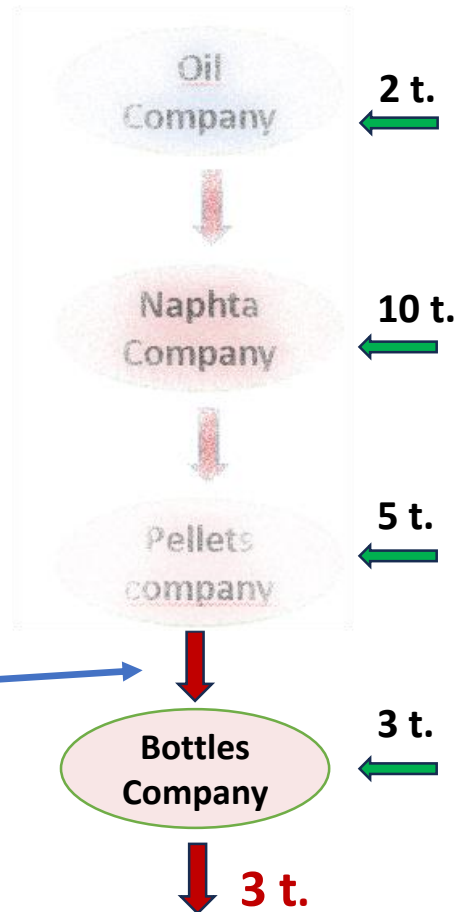 Oil
Company
2 t.
Naphta
Company
10 t.
Pellets
company
5 t.
Bottles
Company
3 t.
3 t.